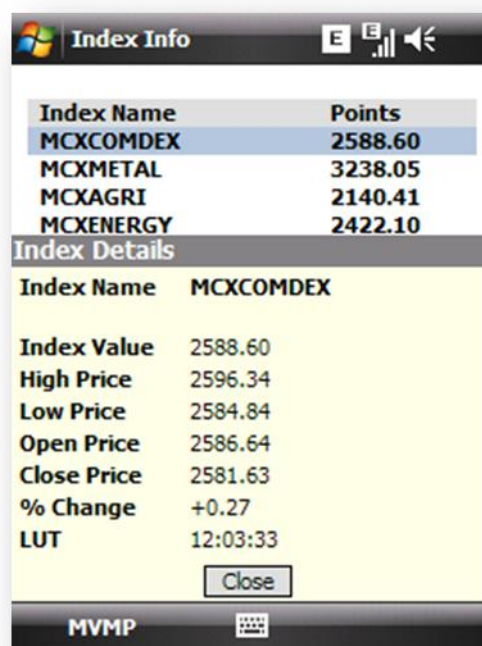 Index Info E E
Index Name Points
MCXCOMDEX 2588.60
MCXMETAL 3238.05
MCXAGRI 2140.41
MCXENERGY 2422.10
Index Details
Index Name MCXCOMDEX
Index Value 2588.60
High Price 2596.34
Low Price 2584.84
Open Price 2586.64
Close Price 2581.63
% Change +0.27
LUT 12:03:33
Close
MVMP